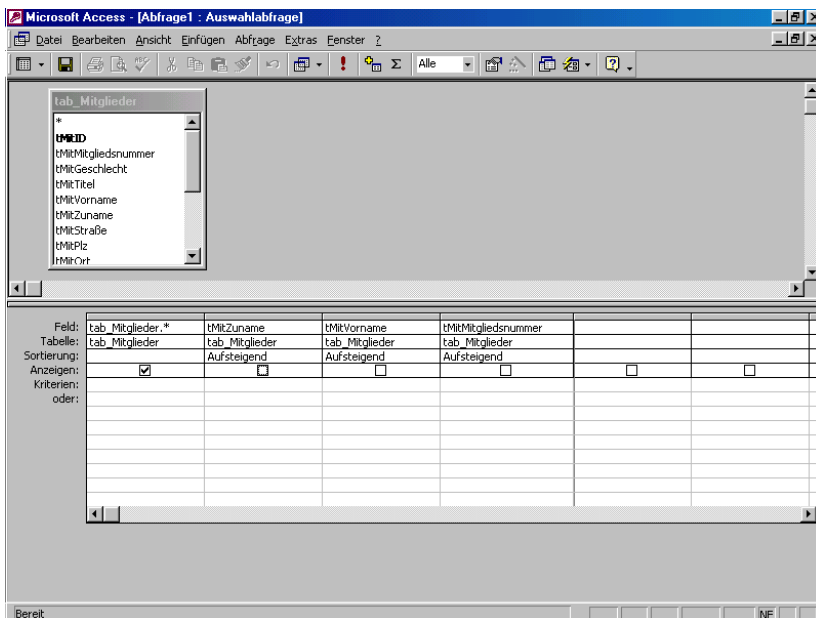 Microsoft Access - [Abfrage1 : Auswahlabfrage]
Datei Bearbeiten Ansicht Einfügen Abfrage Extras Fenster ?
Alle
tab_Mitglieder
*
tMitID
tMitMitgliedsnummer
tMitGeschlecht
tMitTitel
tMitVorname
tMitZuname
tMitStraße
tMitPlz
tMitOrt
Feld: tab_Mitglieder.* tMitZuname tMitVorname tMitMitgliedsnummer
Tabelle: tab_Mitglieder tab_Mitglieder tab_Mitglieder tab_Mitglieder
Sortierung: Aufsteigend Aufsteigend Aufsteigend
Anzeigen:
Kriterien:
oder:
Bereit NF